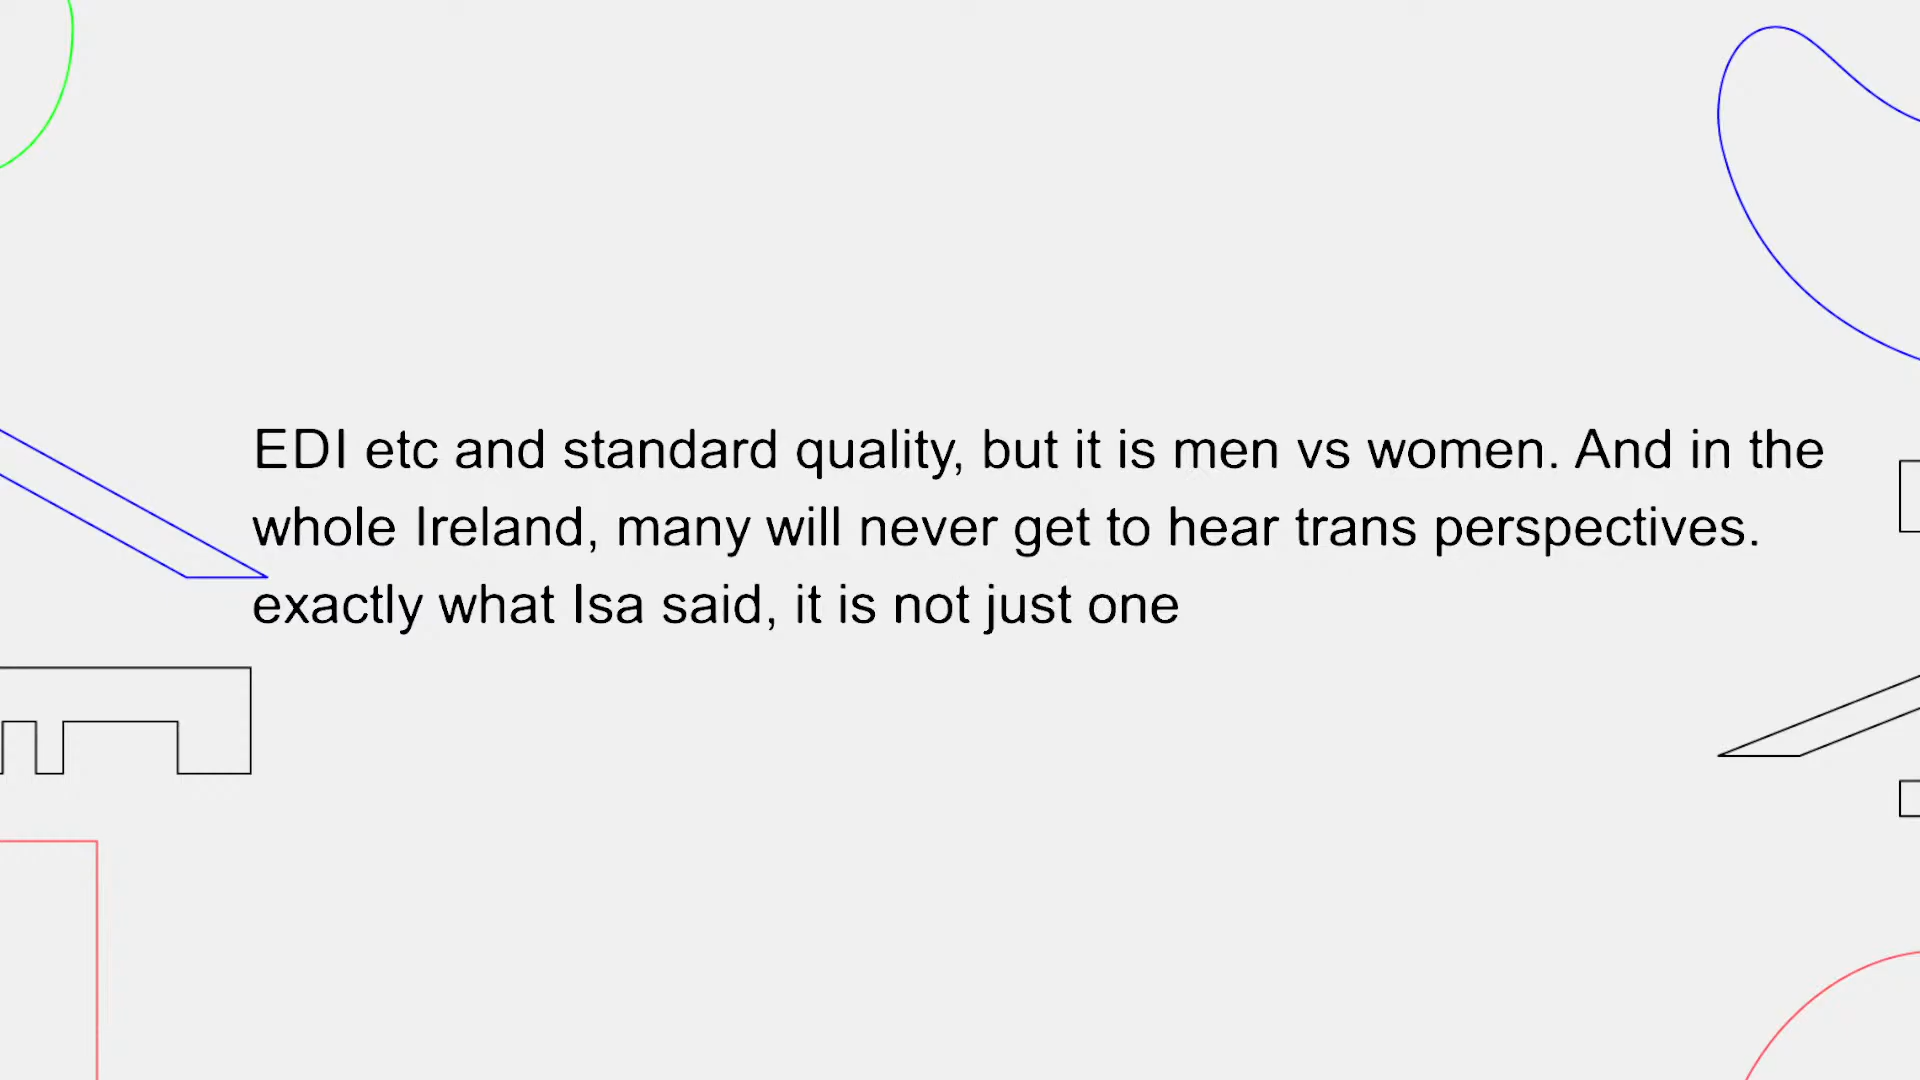 EDI etc and standard quality, but it is men vs women. And in the
whole Ireland, many will never get to hear trans perspectives.
exactly what Isa said, it is not just one